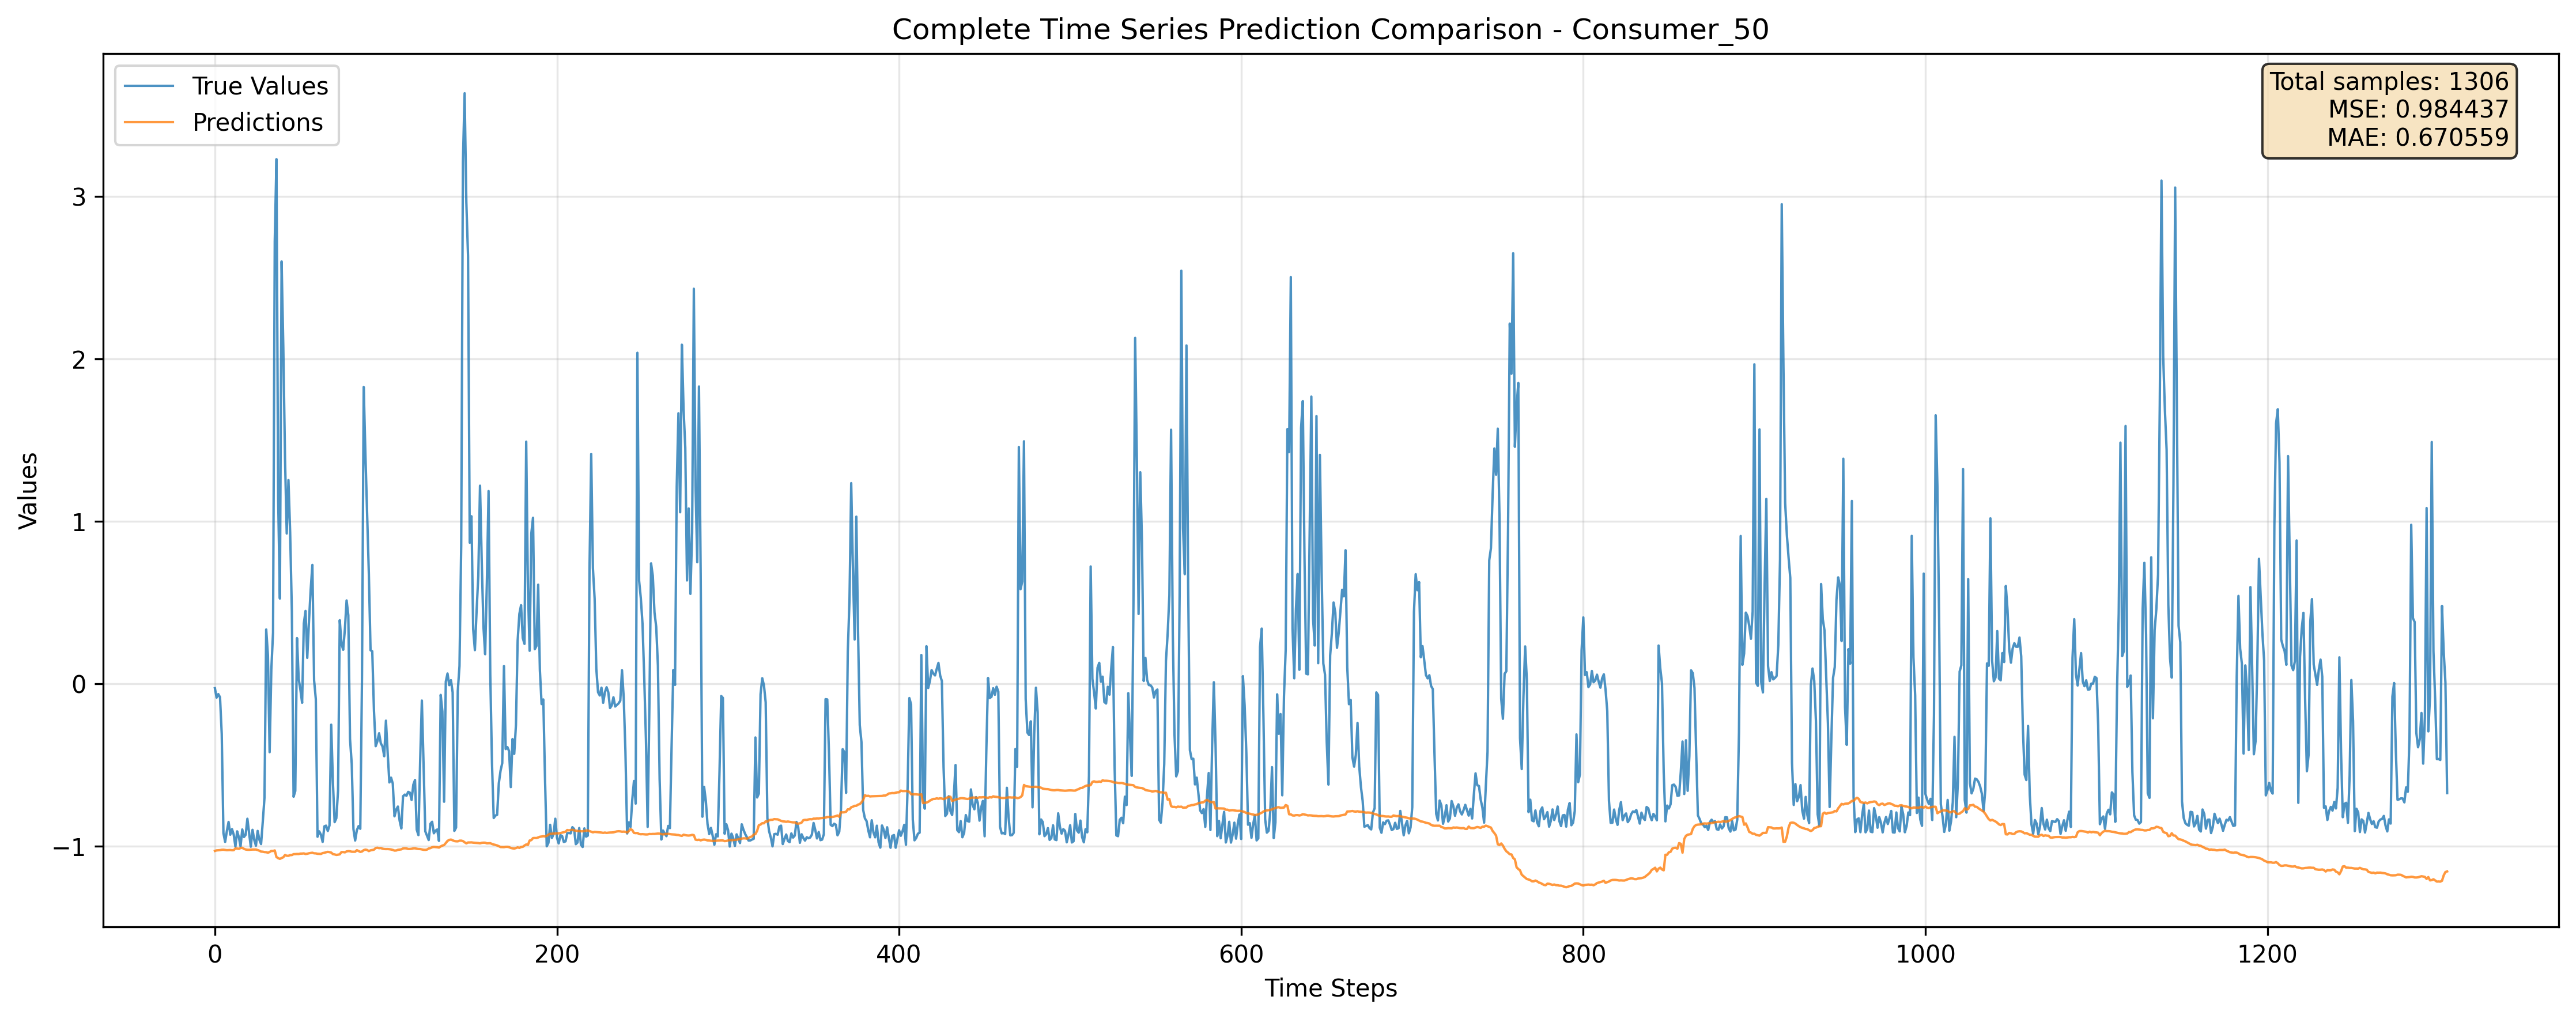 Complete Time Series Prediction Comparison - Consumer_50
True Values
Predictions
Total samples: 1306
MSE: 0.984437
MAE: 0.670559
Values
3
2
1
0
−1
0
200
400
600
800
1000
1200
Time Steps